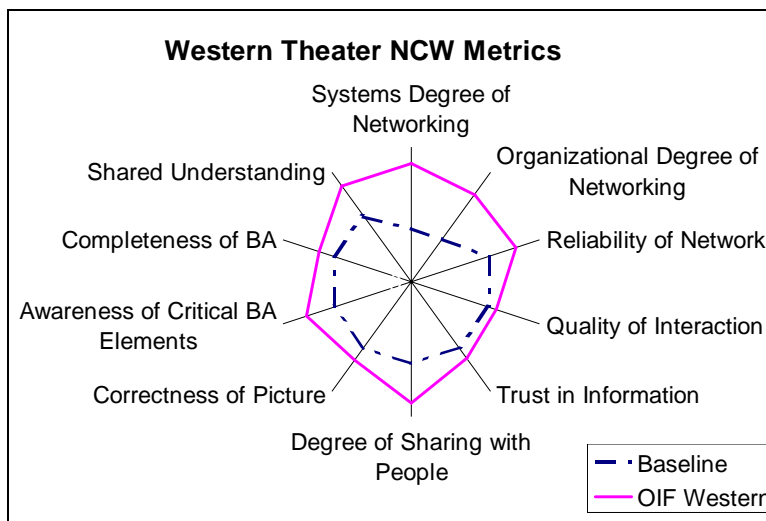 Western Theater NCW Metrics
Systems Degree of
Networking
Organizational Degree of
Networking
Reliability of Network
Quality of Interaction
Trust in Information
Degree of Sharing with
People
Correctness of Picture
Awareness of Critical BA
Elements
Completeness of BA
Shared Understanding
Baseline
OIF Western